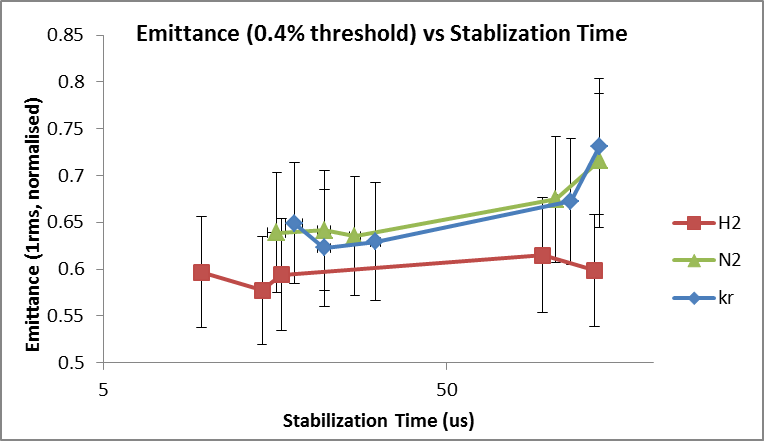 Emittance (0.4% threshold) vs Stablization Time
0.85
0.8
0.75
0.7
0.65
0.6
0.55
0.5
Emittance (1rms, normalised)
5
50
Stabilization Time (us)
H2
N2
kr